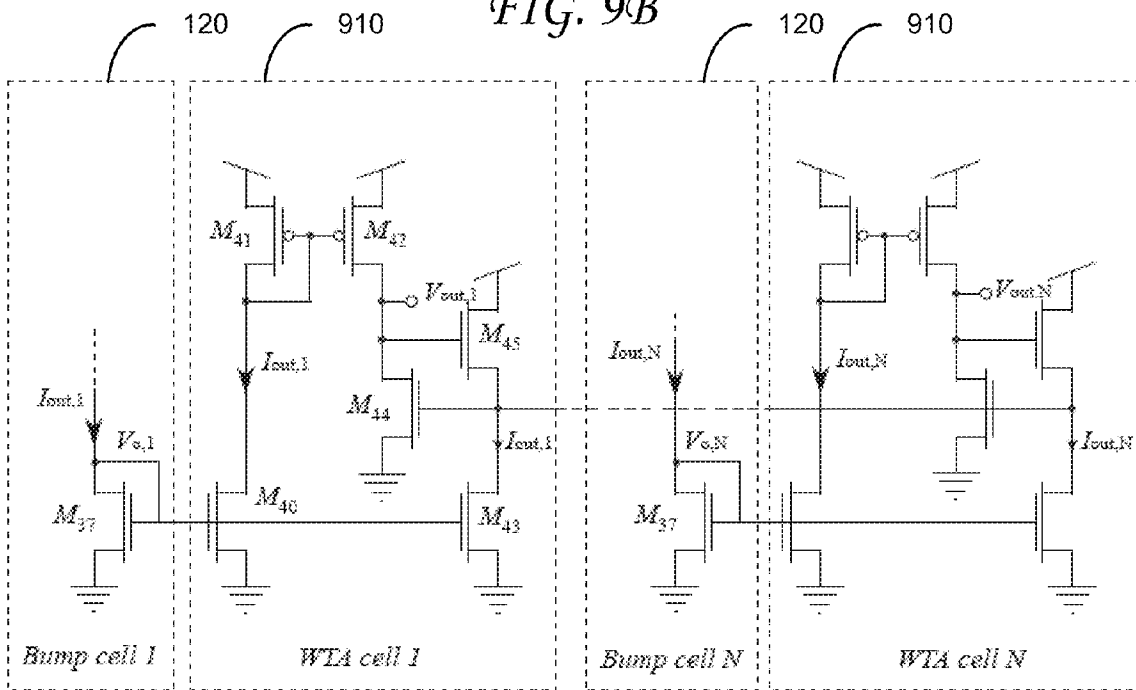 FIG. 9B
120
910
120
910
M41
M42
Vout,1
M45
Iout,1
Iout,1
M44
Vo,1
Iout,1
M37
M40
M43
Bump cell 1
WTA cell 1
Vout,N
Iout,N
Iout,N
Vo,N
Iout,N
M37
Bump cell N
WTA cell N